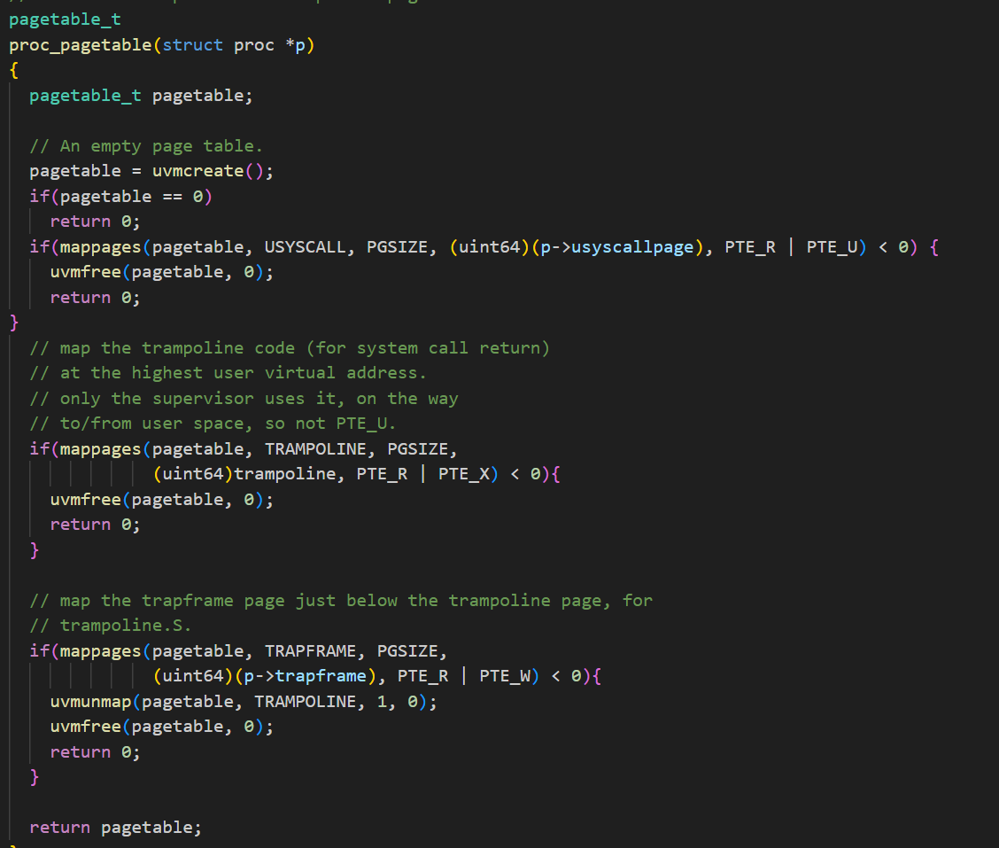 pagetable_t
proc_pagetable(struct proc *p)
{
  pagetable_t pagetable;

  // An empty page table.
  pagetable = uvmcreate();
  if(pagetable == 0)
    return 0;
  if(mappages(pagetable, USYSCALL, PGSIZE, (uint64)(p->usyscallpage), PTE_R | PTE_U) < 0) {
    uvmfree(pagetable, 0);
    return 0;
}
  // map the trampoline code (for system call return)
  // at the highest user virtual address.
  // only the supervisor uses it, on the way
  // to/from user space, so not PTE_U.
  if(mappages(pagetable, TRAMPOLINE, PGSIZE,
              (uint64)trampoline, PTE_R | PTE_X) < 0){
    uvmfree(pagetable, 0);
    return 0;
  }

  // map the trapframe page just below the trampoline page, for
  // trampoline.S.
  if(mappages(pagetable, TRAPFRAME, PGSIZE,
              (uint64)(p->trapframe), PTE_R | PTE_W) < 0){
    uvmunmap(pagetable, TRAMPOLINE, 1, 0);
    uvmfree(pagetable, 0);
    return 0;
  }

  return pagetable;